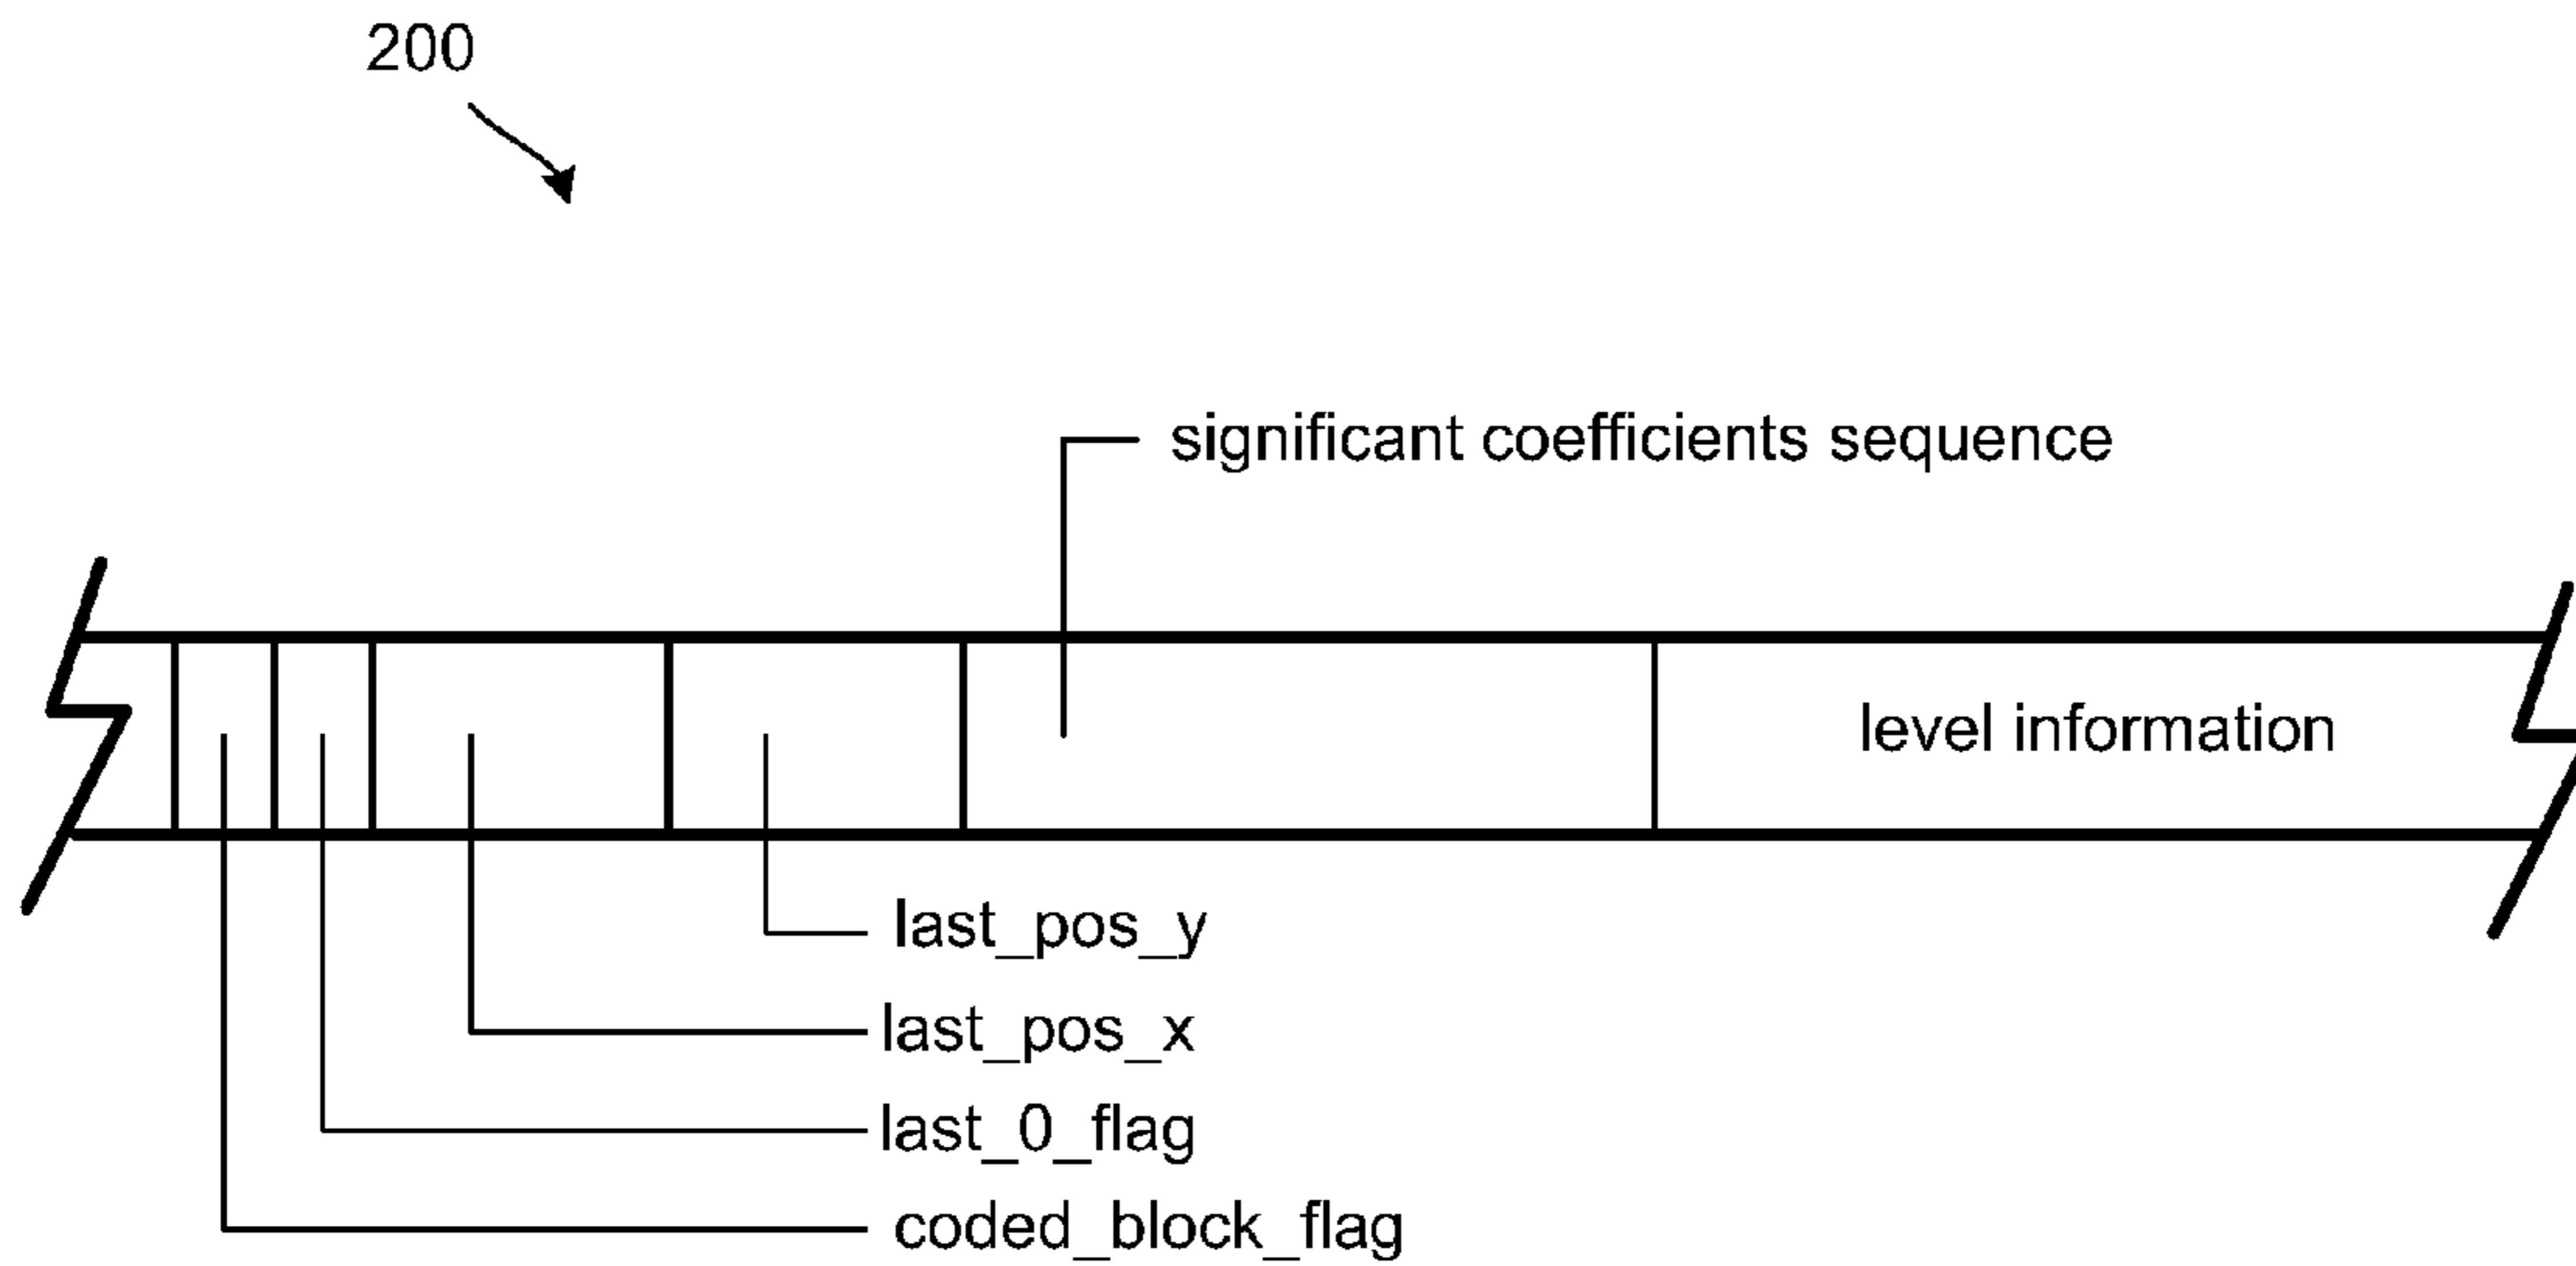 200
significant coefficients sequence
level information
last_pos_y
last_pos_x
last_0_flag
coded_block_flag